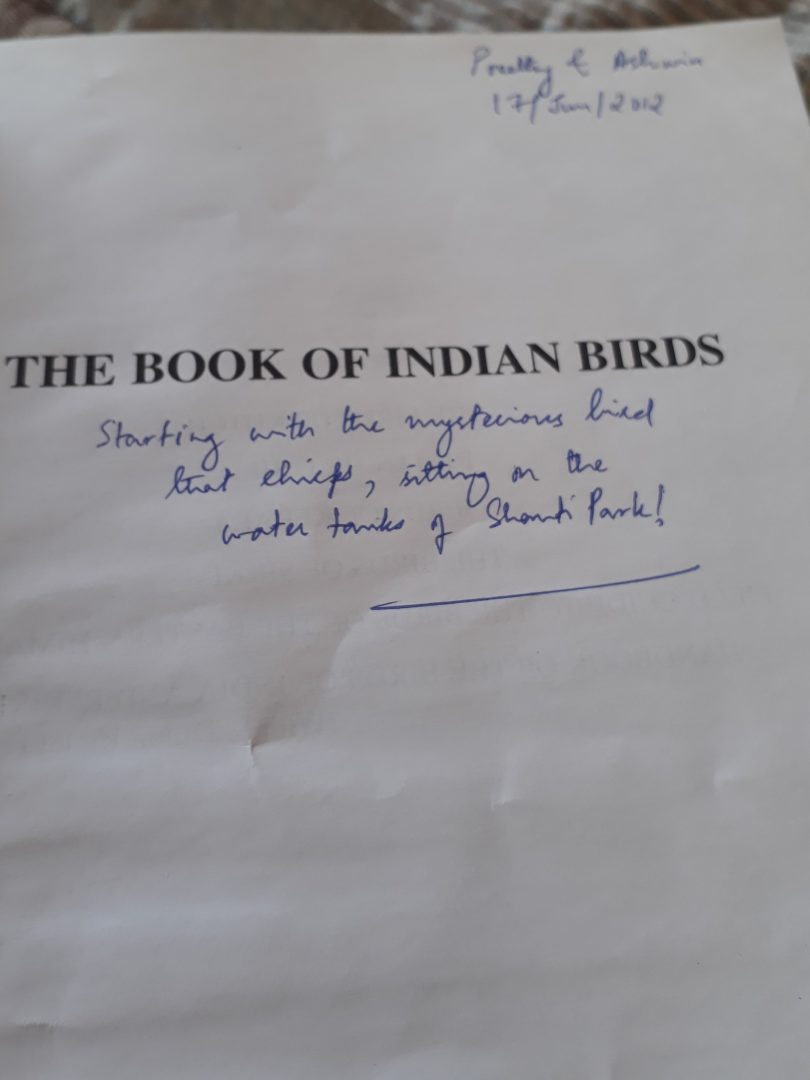 & Ashwin
17/Jun/2012
THE BOOK OF INDIAN BIRDS
Starting with the mysterious bird
that chirps, sitting on the
water tanks of Shanti Park!